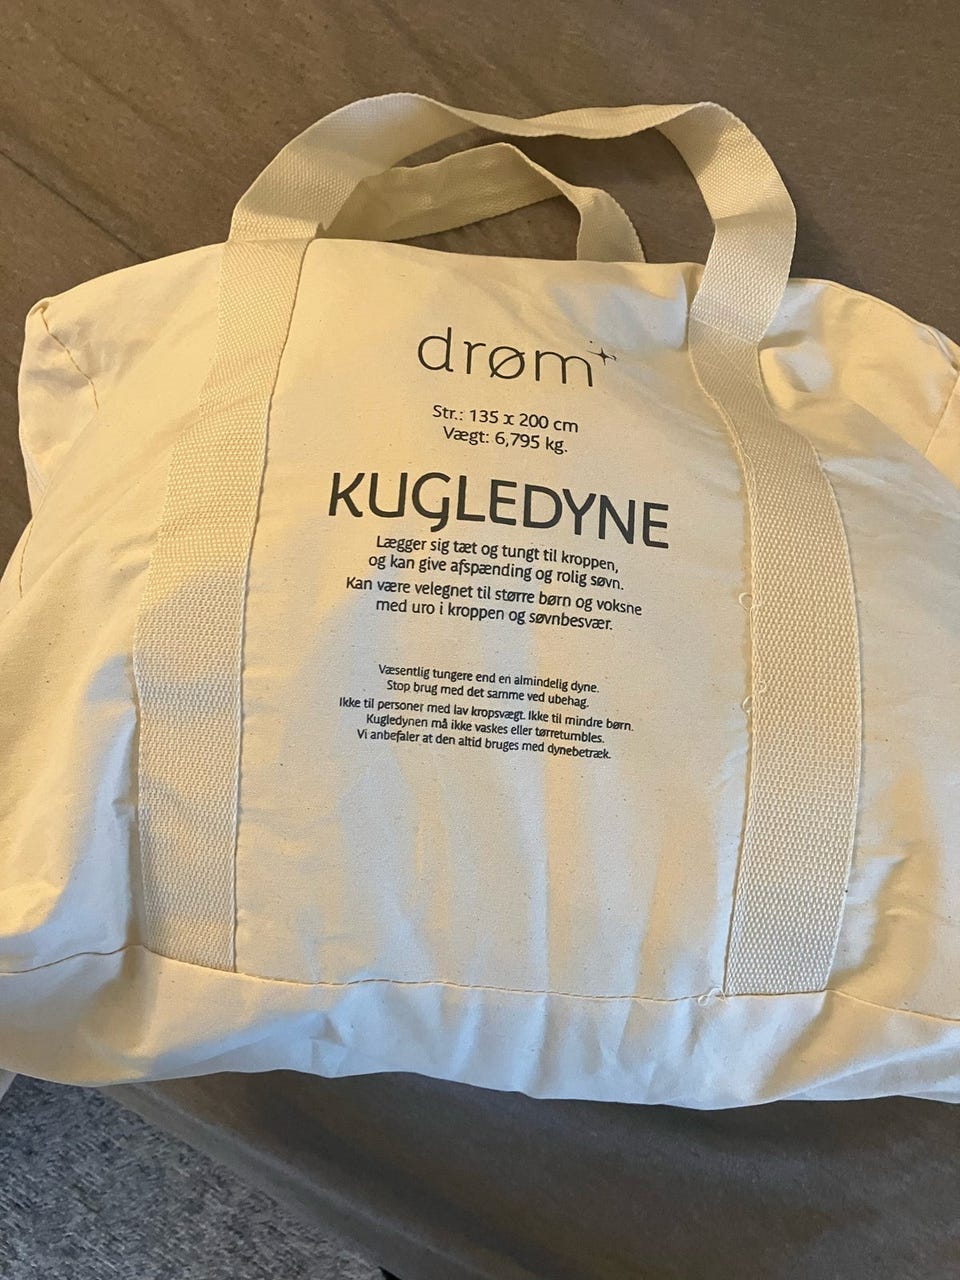 drøm
Str.: 135 x 200 cm
Vægt: 6,795 kg.
KUGLEDYNE
Lægger sig tæt og tungt til kroppen,
og kan give afspænding og rolig søvn.
Kan være velegnet til større børn og voksne
med uro i kroppen og søvnbesvær.
Væsentlig tungere end en almindelig dyne.
Stop brug med det samme ved ubehag.
Ikke til personer med lav kropsvægt. Ikke til mindre børn.
Kugledynen må ikke vaskes eller tørretumbles.
Vi anbefaler at den altid bruges med dynebetræk.